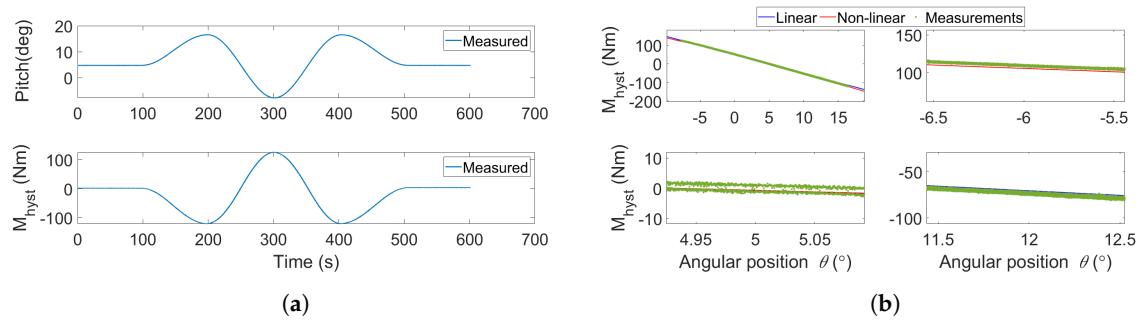 20
10
0
Pitch(deg)
Measured
0 100 200 300 400 500 600 700
100
0
-100
M_hyst (Nm)
Measured
0 100 200 300 400 500 600 700
Time (s)
(a)
Linear Non-linear Measurements
100
0
-100
-200
M_hyst (Nm)
-5 0 5 10 15
150
100
-6.5 -6 -5.5
10
0
-10
M_hyst (Nm)
4.95 5 5.05
Angular position θ (°)
-50
-100
11.5 12 12.5
Angular position θ (°)
(b)